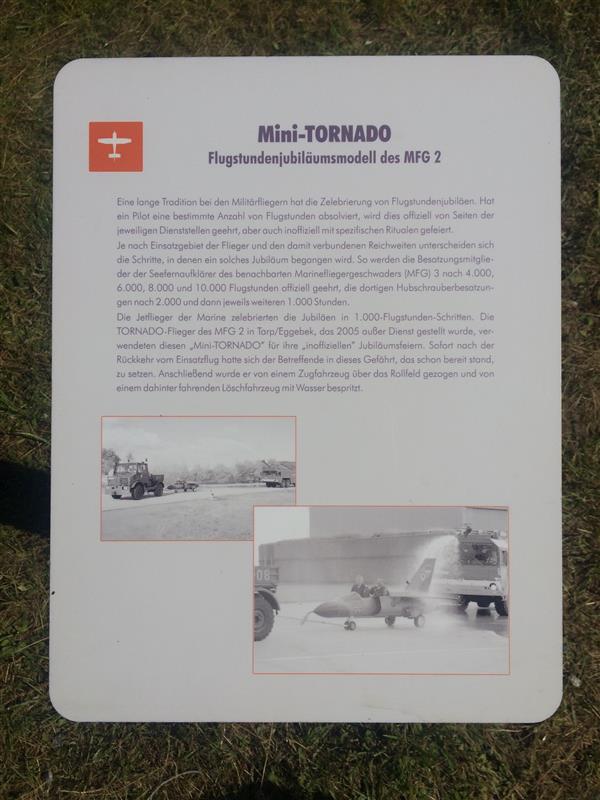 Mini-TORNADO
Flugstundenjubiläumsmodell des MFG 2
Eine lange Tradition bei den Militärfliegern hat die Zelebrierung von Flugstundenjubiläen. Hat
ein Pilot eine bestimmte Anzahl von Flugstunden absolviert, wird dies offiziell von Seiten der
jeweiligen Dienststellen geehrt, aber auch inoffiziell mit spezifischen Ritualen gefeiert.
Je nach Einsatzgebiet der Flieger und den damit verbundenen Reichweiten unterscheiden sich
die Schritte, in denen ein solches Jubiläum begangen wird. So werden die Besatzungsmitglie-
der der Seefernaufklärer des benachbarten Marinefliegergeschwaders (MFG) 3 nach 4.000,
6.000, 8.000 und 10.000 Flugstunden offiziell geehrt, die dortigen Hubschrauberbesatzun-
gen nach 2.000 und dann jeweils weiteren 1.000 Stunden.
Die Jetflieger der Marine zelebrierten die Jubiläen in 1.000-Flugstunden-Schritten. Die
TORNADO-Flieger des MFG 2 in Tarp/Eggebek, das 2005 außer Dienst gestellt wurde, ver-
wendeten diesen „Mini-TORNADO" für ihre „inoffiziellen" Jubiläumsfeiern. Sofort nach der
Rückkehr vom Einsatzflug hatte sich der Betreffende in dieses Gefährt, das schon bereit stand,
zu setzen. Anschließend wurde er von einem Zugfahrzeug über das Rollfeld gezogen und von
einem dahinter fahrenden Löschfahrzeug mit Wasser bespritzt.
08